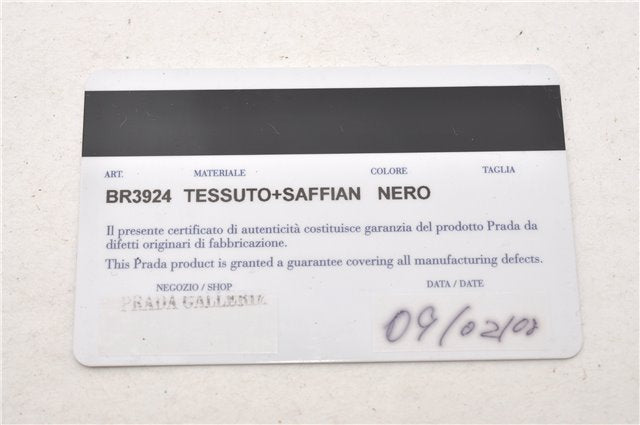 ART. MATERIALE COLORE TAGLIA
BR3924 TESSUTO+SAFFIAN NERO
Il presente certificato di autenticità costituisce garanzia del prodotto Prada da
difetti originari di fabbricazione.
This Prada product is granted a guarantee covering all manufacturing defects.
NEGOZIO / SHOP DATA / DATE
PRADA GALLERIA
09/02/08